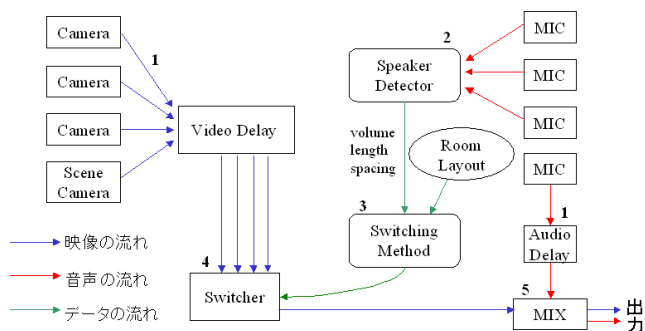 Camera
1
2
MIC
Camera
Speaker
Detector
MIC
Camera
Video Delay
MIC
volume
length
spacing
Room
Layout
Scene
Camera
MIC
3
1
映像の流れ
Switching
Method
Audio
Delay
音声の流れ
4
5
データの流れ
Switcher
MIX
出
力